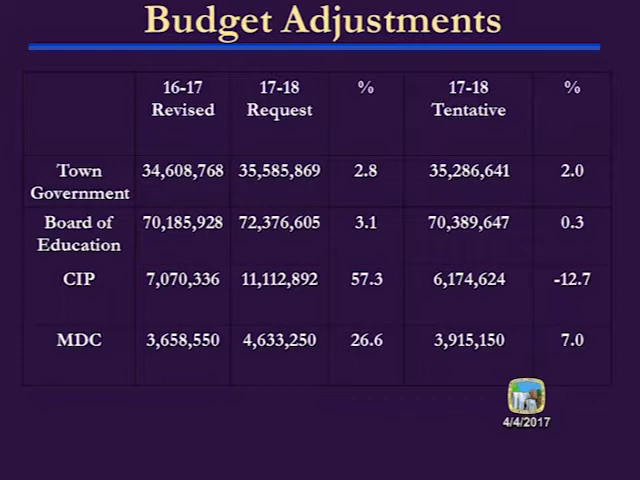 Budget Adjustments
16-17 Revised 17-18 Request % 17-18 Tentative %
Town Government 34,608,768 35,585,869 2.8 35,286,641 2.0
Board of Education 70,185,928 72,376,605 3.1 70,389,647 0.3
CIP 7,070,336 11,112,892 57.3 6,174,624 -12.7
MDC 3,658,550 4,633,250 26.6 3,915,150 7.0
4/4/2017